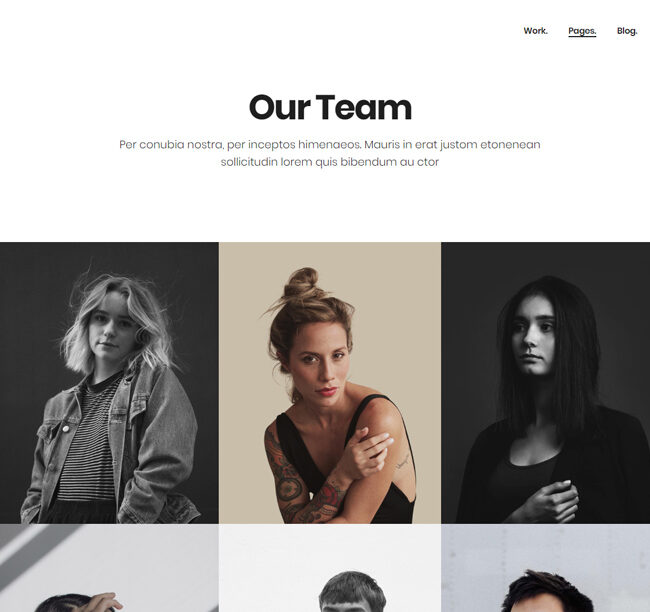 Work. Pages. Blog.
Our Team
Per conubia nostra, per inceptos himenaeos. Mauris in erat justom etonenean
sollicitudin lorem quis bibendum au ctor